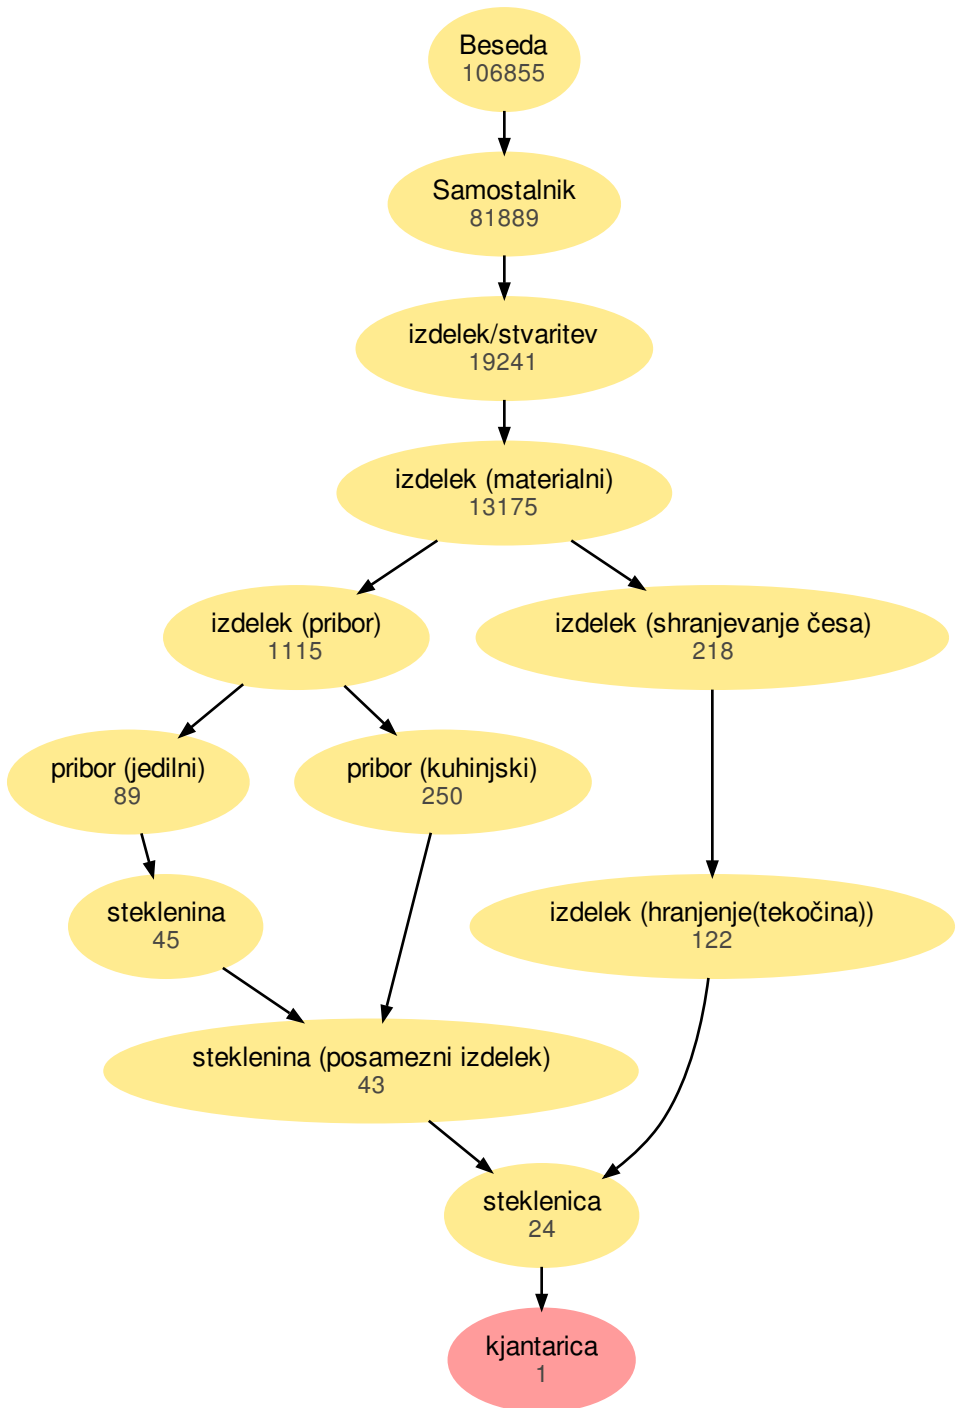 Beseda
106855
Samostalnik
81889
izdelek/stvaritev
19241
izdelek (materialni)
13175
izdelek (pribor)
1115
izdelek (shranjevanje česa)
218
pribor (jedilni)
89
pribor (kuhinjski)
250
steklenina
45
izdelek (hranjenje(tekočina))
122
steklenina (posamezni izdelek)
43
steklenica
24
kjantarica
1